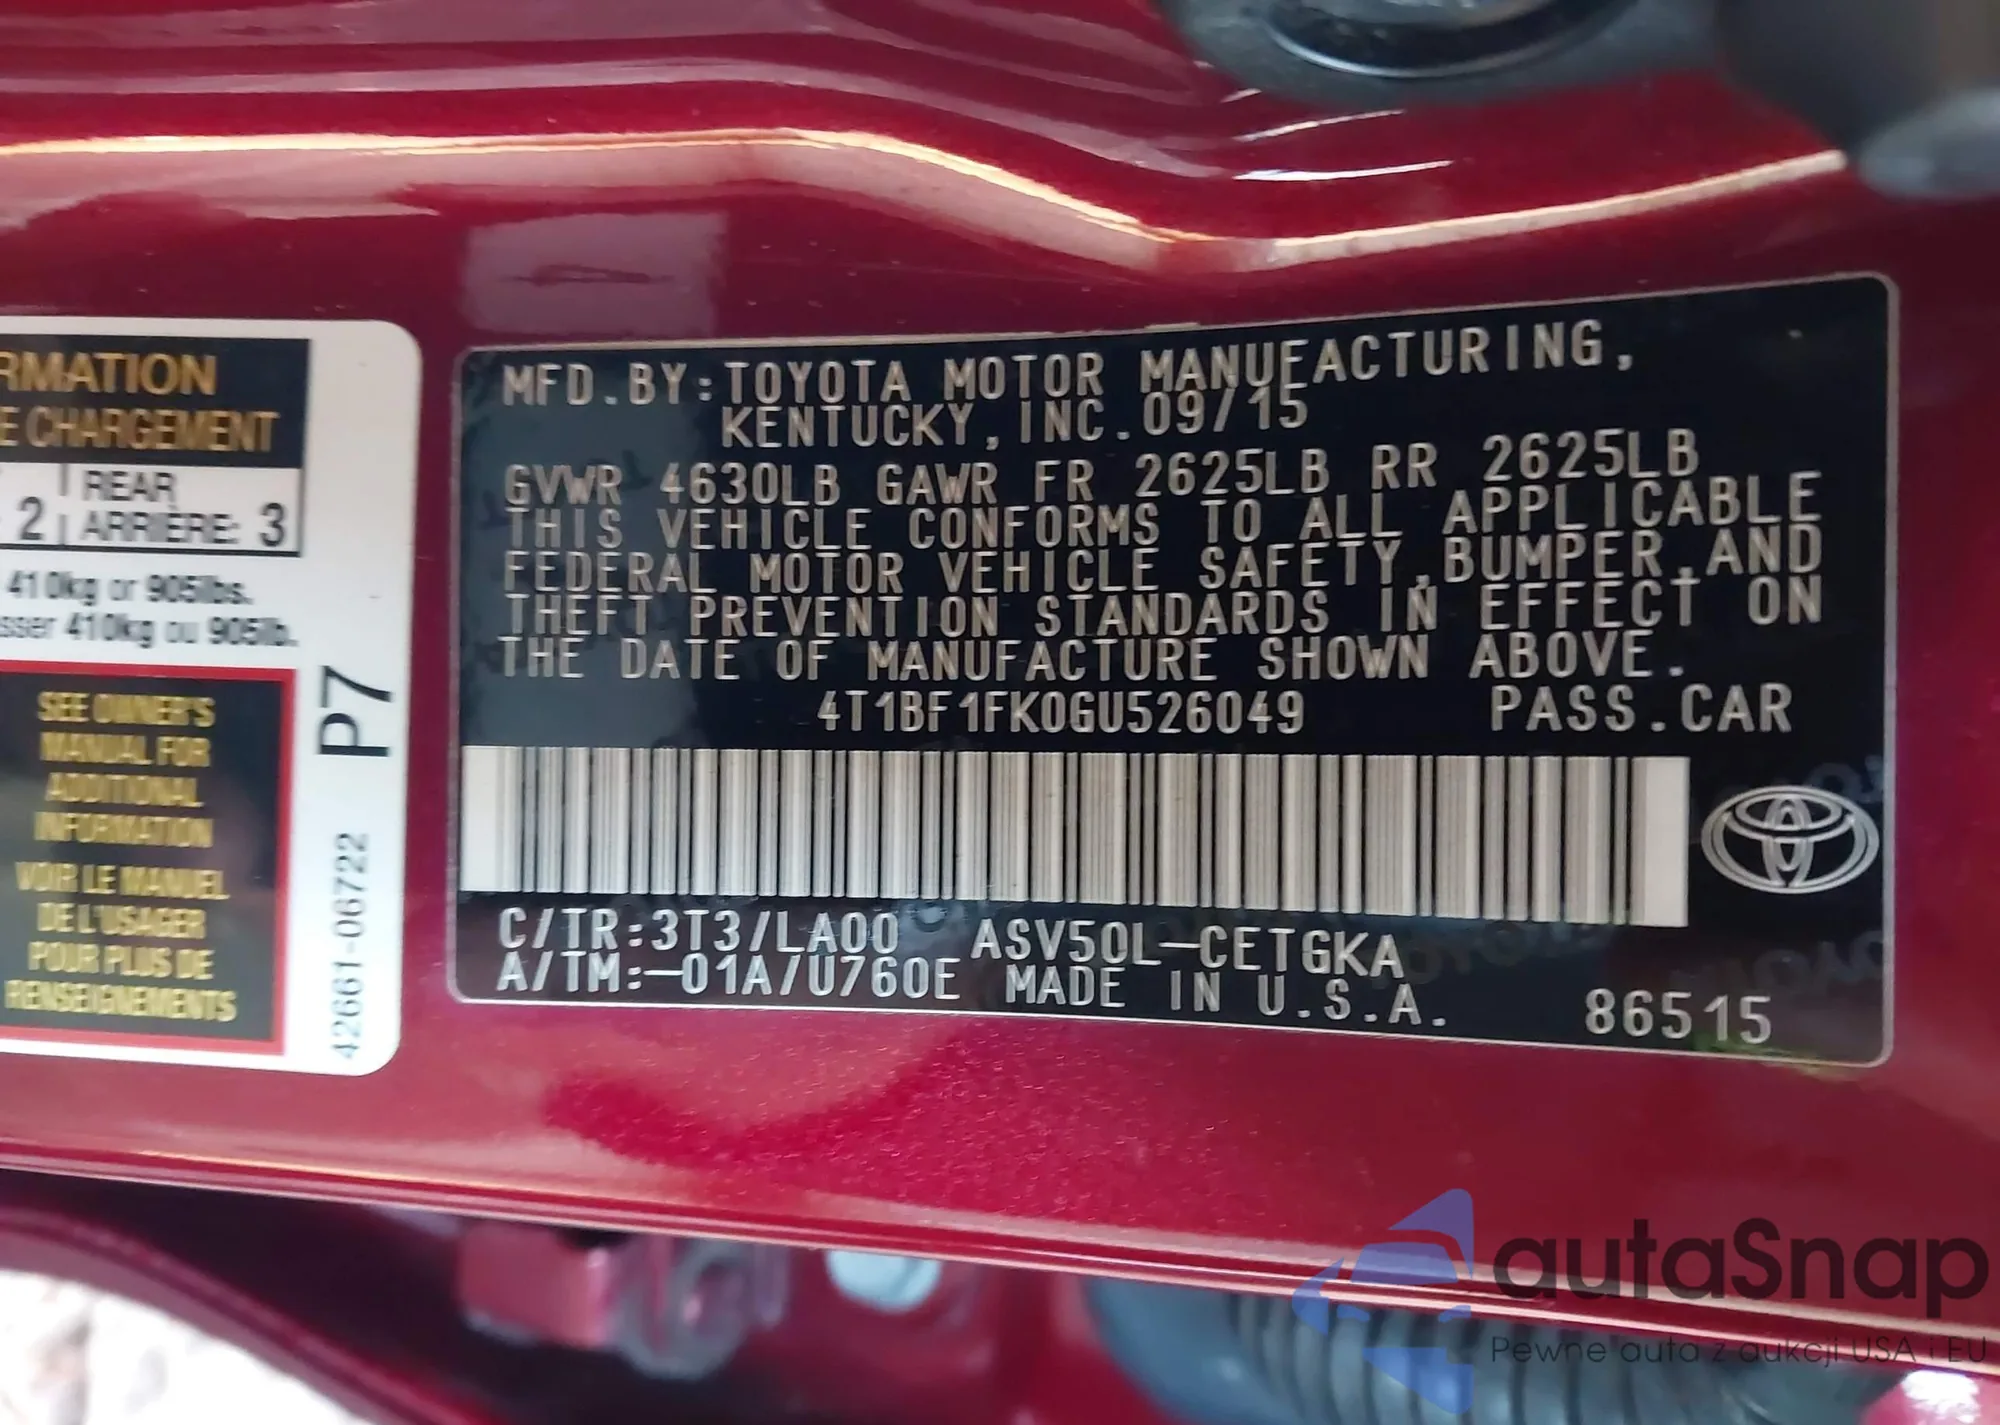 RMATION
E CHARGEMENT
2 REAR
ARRIÈRE: 3
410kg or 905lbs.
sser 410kg ou 905lb.
SEE OWNER'S
MANUAL FOR
ADDITIONAL
INFORMATION
VOIR LE MANUEL
DE L'USAGER
POUR PLUS DE
RENSEIGNEMENTS
P7
42661-06722
MFD.BY:TOYOTA MOTOR MANUFACTURING,
KENTUCKY,INC.09/15
GVWR 4630LB GAWR FR 2625LB RR 2625LB
THIS VEHICLE CONFORMS TO ALL APPLICABLE
FEDERAL MOTOR VEHICLE SAFETY,BUMPER,AND
THEFT PREVENTION STANDARDS IN EFFECT ON
THE DATE OF MANUFACTURE SHOWN ABOVE.
4T1BF1FK0GU526049 PASS.CAR
C/TR:3T3/LA00 ASV50L-CETGKA
A/TM:-01A/U760E MADE IN U.S.A.
86515
autaSnap
Pewne auta z aukcji USA i EU